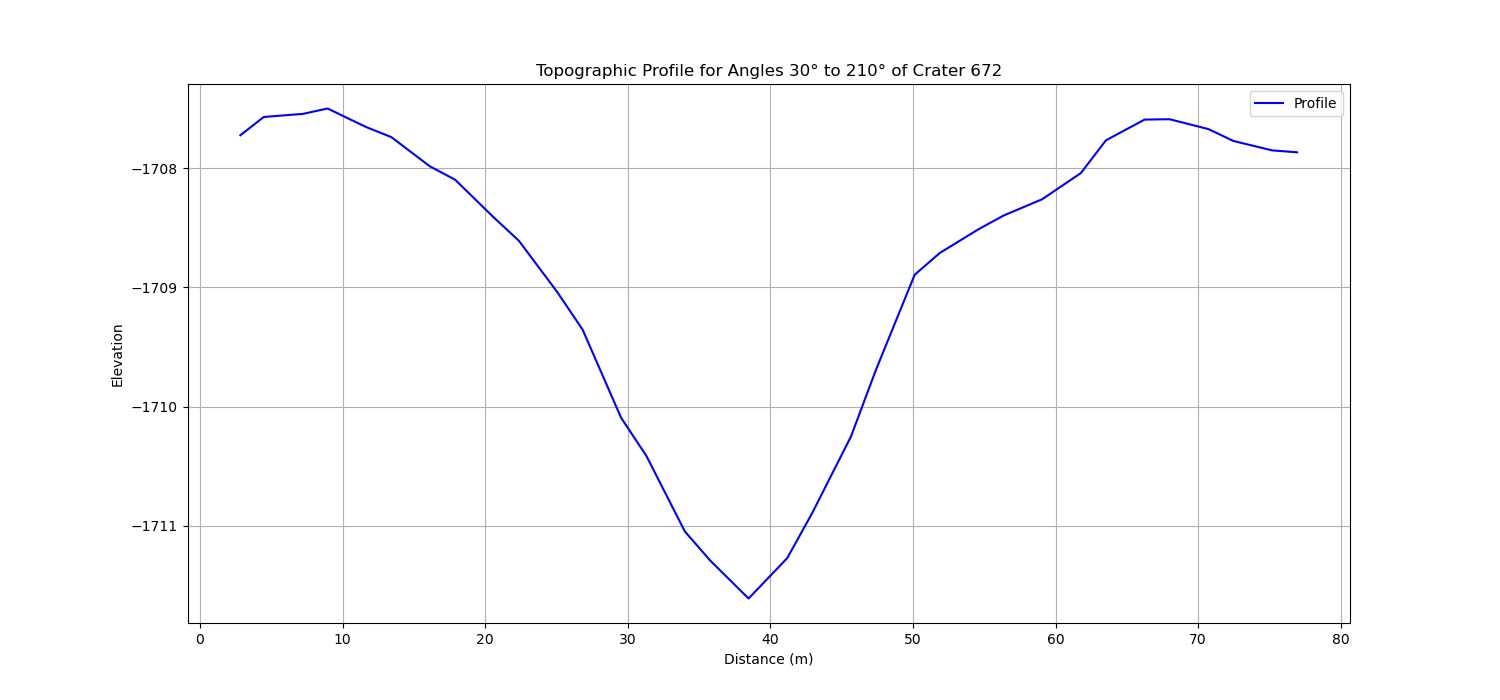 Topographic Profile for Angles 30° to 210° of Crater 672
Profile
−1708
−1709
−1710
−1711
Elevation
0 10 20 30 40 50 60 70 80
Distance (m)